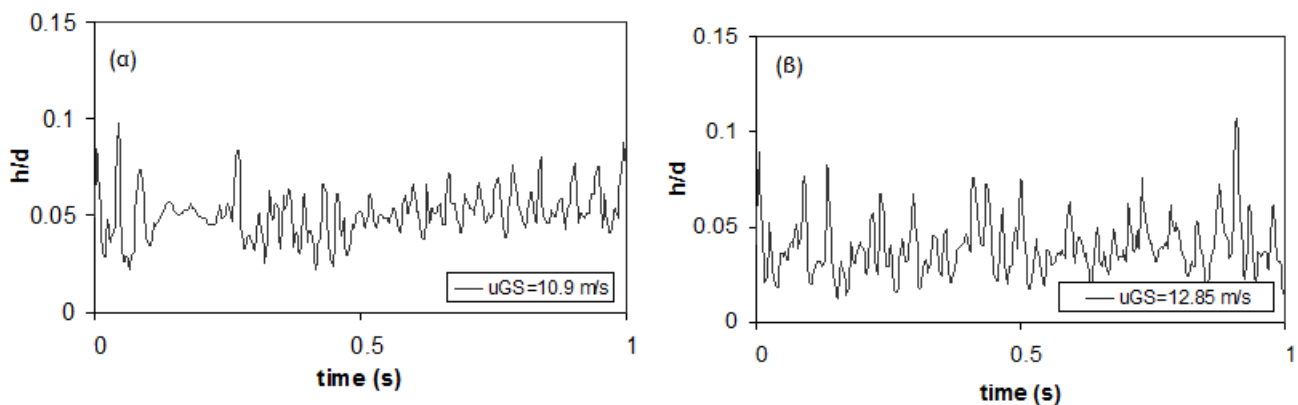 0.15
(α)
0.1
h/d
0.05
uGS=10.9 m/s
0
0 0.5 1
time (s)
0.15
(β)
0.1
h/d
0.05
uGS=12.85 m/s
0
0 0.5 1
time (s)